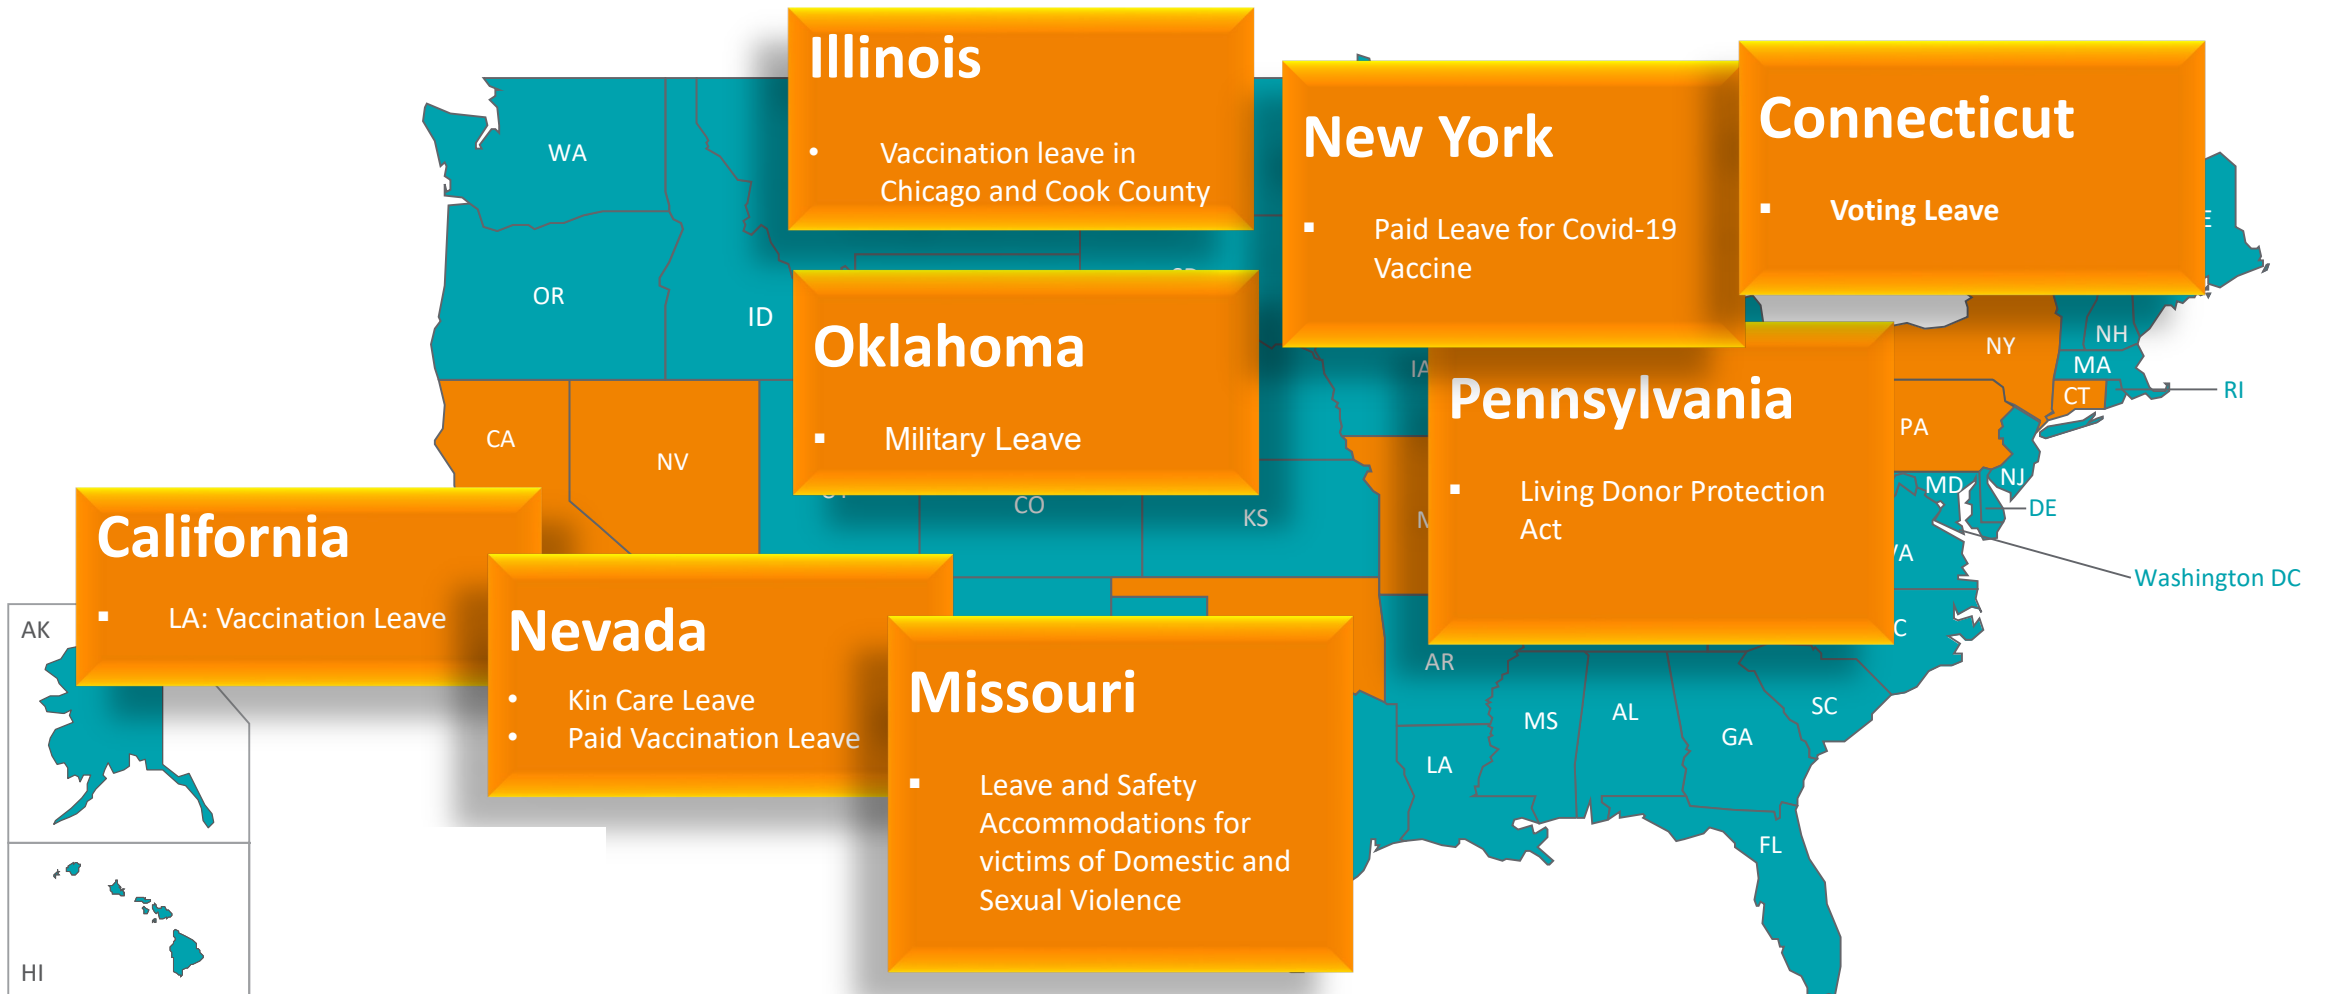 Illinois
• Vaccination leave in
Chicago and Cook County
New York
▪ Paid Leave for Covid-19
Vaccine
Connecticut
▪ Voting Leave
Oklahoma
▪ Military Leave
Pennsylvania
▪ Living Donor Protection
Act
California
▪ LA: Vaccination Leave
Nevada
• Kin Care Leave
• Paid Vaccination Leave
Missouri
▪ Leave and Safety
Accommodations for
victims of Domestic and
Sexual Violence
WA
OR
ID
CA
NV
CO
KS
IA
AR
LA
MS
AL
GA
SC
FL
NY
PA
NH
MA
CT
RI
NJ
MD
DE
Washington DC
AK
HI